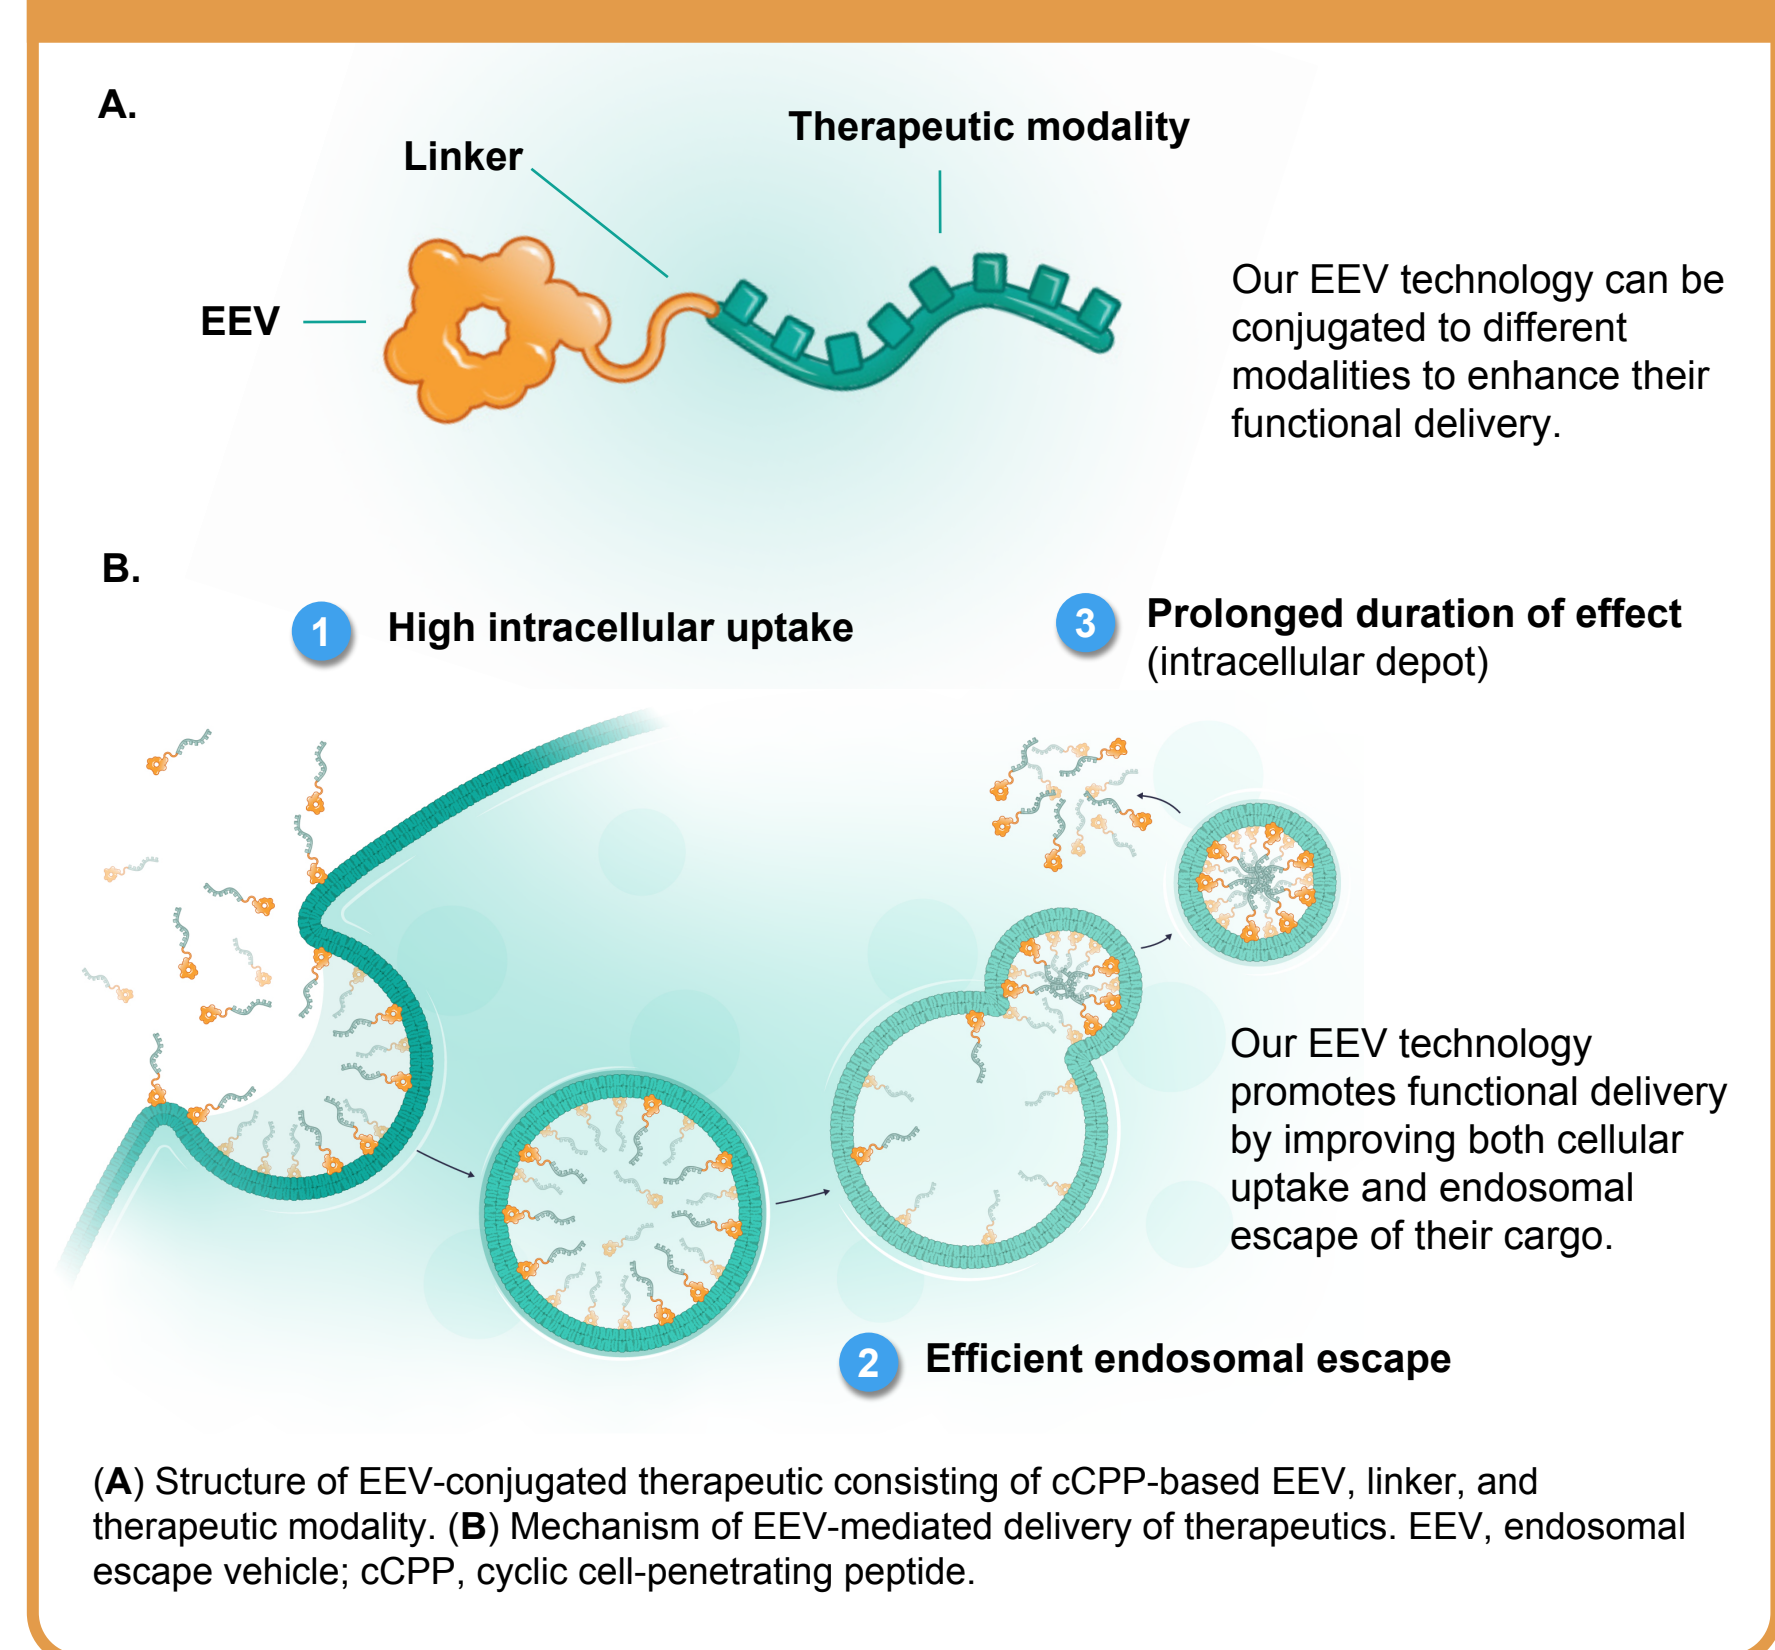 A.
Linker
Therapeutic modality
EEV
Our EEV technology can be
conjugated to different
modalities to enhance their
functional delivery.
B.
1
High intracellular uptake
3
Prolonged duration of effect
(intracellular depot)
Our EEV technology
promotes functional delivery
by improving both cellular
uptake and endosomal
escape of their cargo.
2
Efficient endosomal escape
(A) Structure of EEV-conjugated therapeutic consisting of cCPP-based EEV, linker, and
therapeutic modality. (B) Mechanism of EEV-mediated delivery of therapeutics. EEV, endosomal
escape vehicle; cCPP, cyclic cell-penetrating peptide.